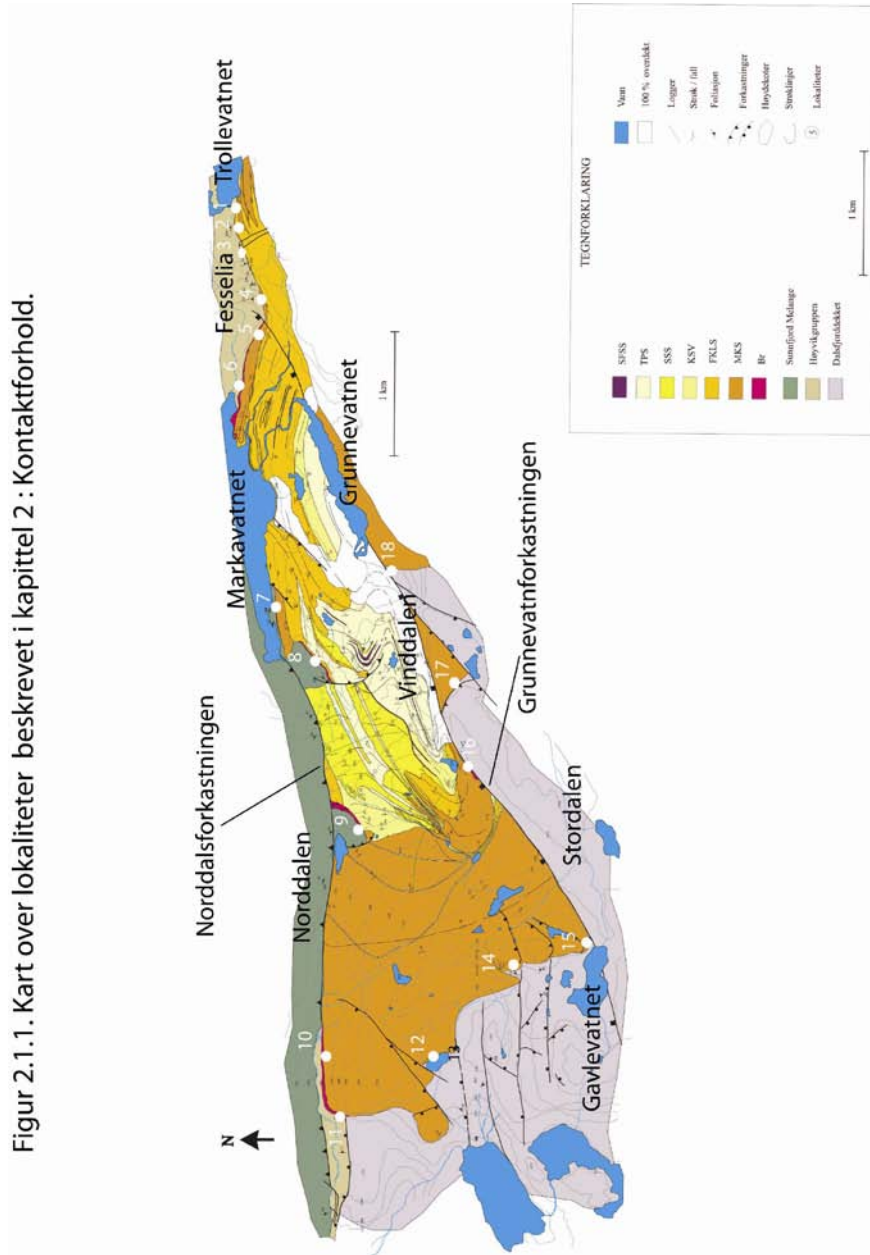 Figur 2.1.1. Kart over lokaliteter beskrevet i kapittel 2 : Kontaktforhold.
Norddalsforkastningen
Markavatnet
Fesselia
Trollevatnet
Norddalen
Grunnevatnet
Vinddalen
Grunnevatnforkastningen
Stordalen
Gavlevatnet
N
2
3
4
5
6
7
8
9
10
11
12
13
14
15
16
17
18
1 km
TEGNFORKLARING
SFSS
TPS
SSS
KSV
FKLS
MKS
Br
Sunnfjord Melange
Høyvikgruppen
Dalsfjorddekket
Vann
100 % overdekt
Logger
Strøk / fall
Foliasjon
Forkastninger
Høydekoter
Strøklinjer
5 Lokaliteter
1 km